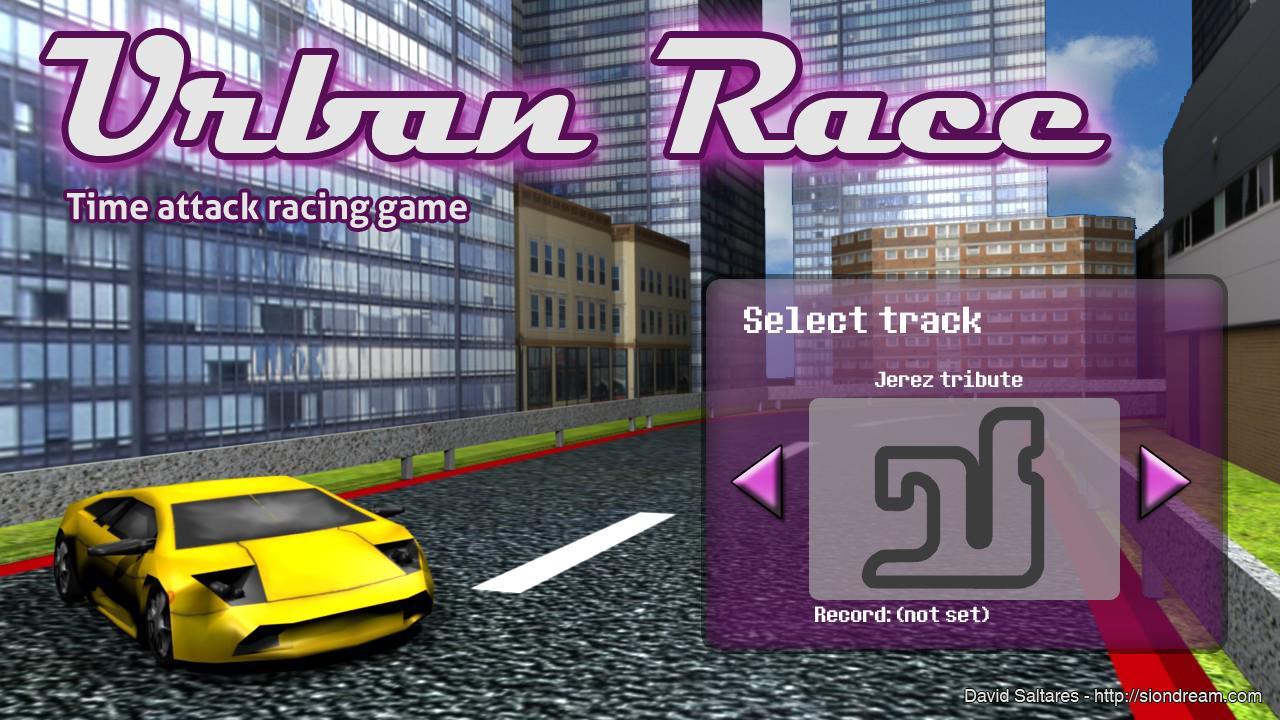 Urban Race
Time attack racing game
Select track
Jerez tribute
Record: (not set)
David Saltares - http://siondream.com